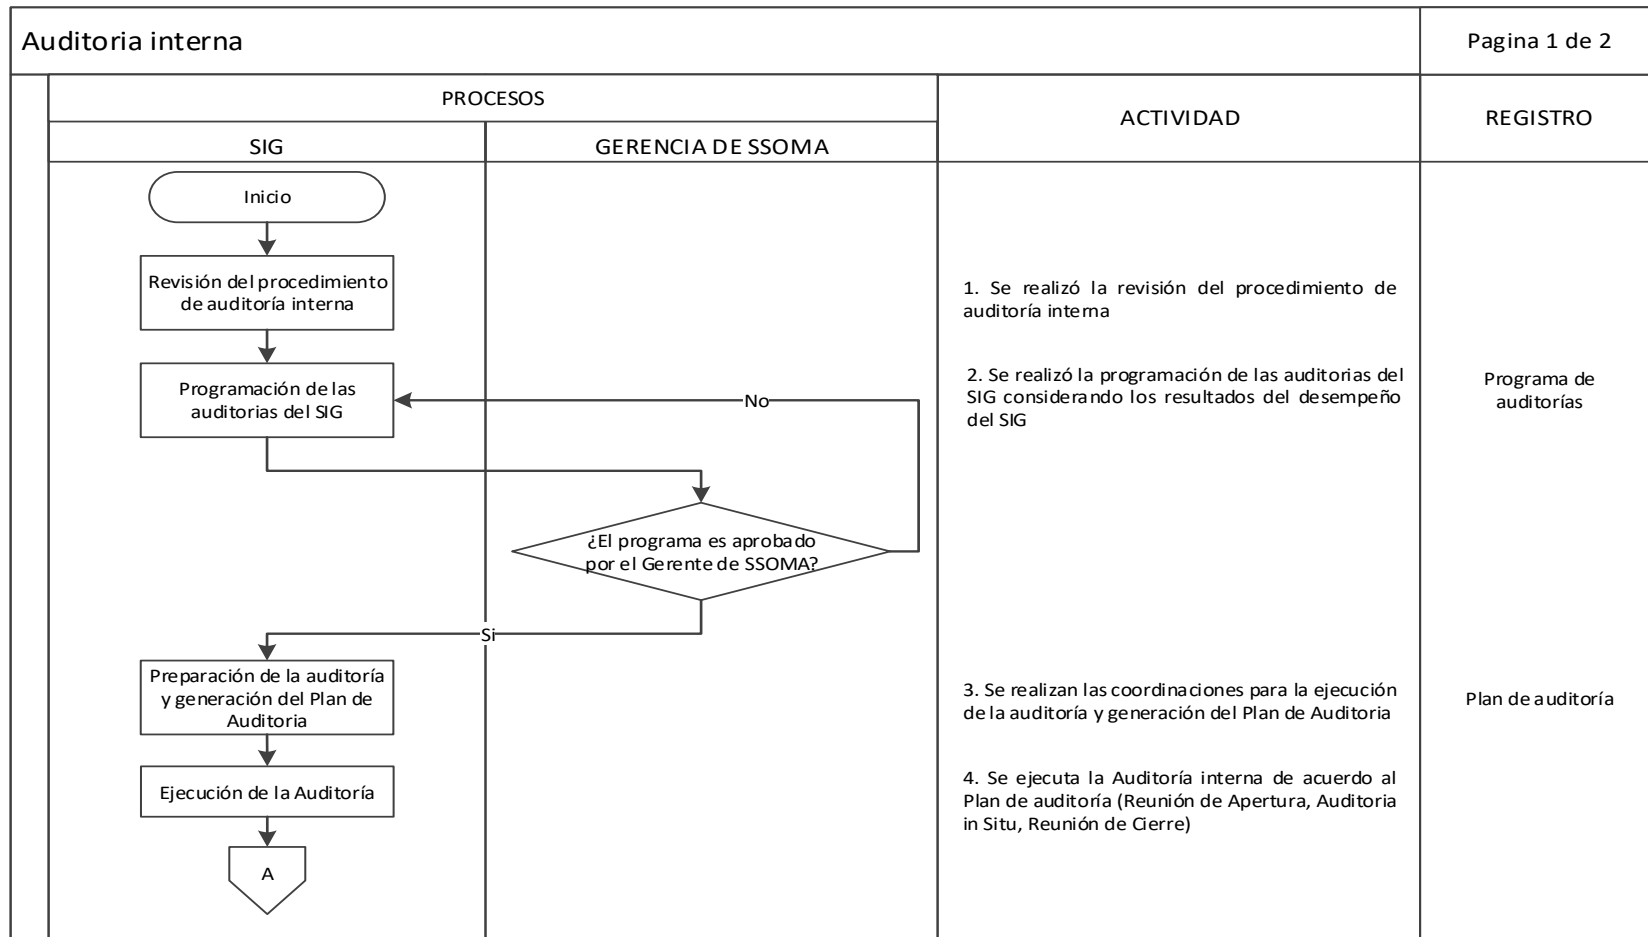 Auditoria interna
Pagina 1 de 2
PROCESOS
ACTIVIDAD
REGISTRO
SIG
GERENCIA DE SSOMA
Inicio
Revisión del procedimiento
de auditoría interna
1. Se realizó la revisión del procedimiento de
auditoría interna
Programación de las
auditorias del SIG
No
2. Se realizó la programación de las auditorias del
SIG considerando los resultados del desempeño
del SIG
Programa de
auditorías
¿El programa es aprobado
por el Gerente de SSOMA?
Si
Preparación de la auditoría
y generación del Plan de
Auditoria
3. Se realizan las coordinaciones para la ejecución
de la auditoría y generación del Plan de Auditoria
Plan de auditoría
Ejecución de la Auditoría
4. Se ejecuta la Auditoría interna de acuerdo al
Plan de auditoría (Reunión de Apertura, Auditoria
in Situ, Reunión de Cierre)
A